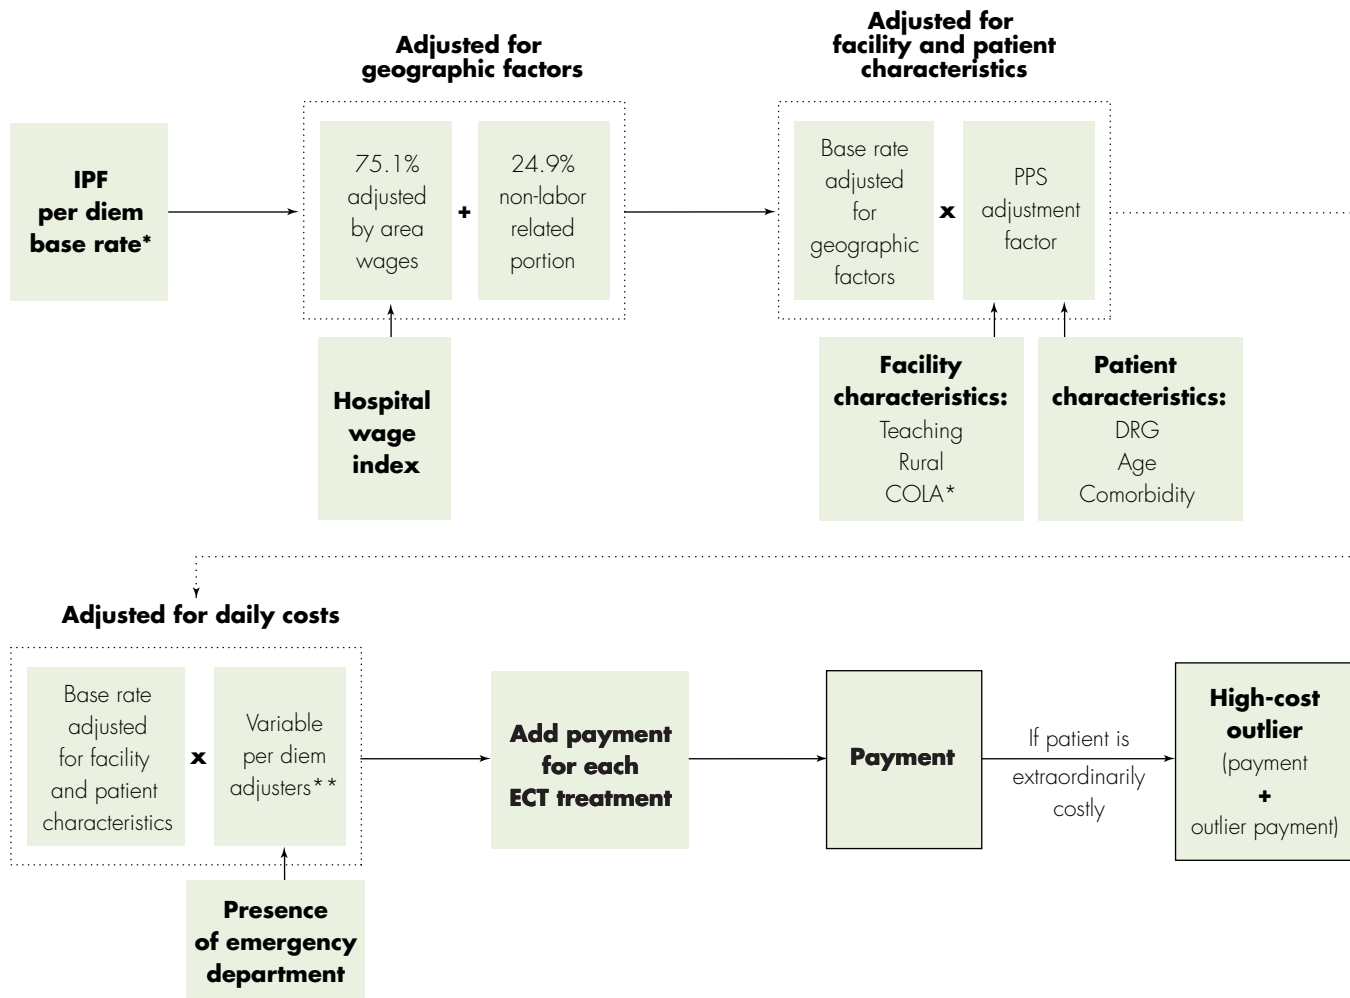 Adjusted for
geographic factors
Adjusted for
facility and patient
characteristics
IPF
per diem
base rate*
75.1%
adjusted
by area
wages
+
24.9%
non-labor
related
portion
Base rate
adjusted
for
geographic
factors
x
PPS
adjustment
factor
Hospital
wage
index
Facility
characteristics:
Teaching
Rural
COLA*
Patient
characteristics:
DRG
Age
Comorbidity
Adjusted for daily costs
Base rate
adjusted
for facility
and patient
characteristics
x
Variable
per diem
adjusters**
Presence
of emergency
department
Add payment
for each
ECT treatment
Payment
If patient is
extraordinarily
costly
High-cost
outlier
(payment
+
outlier payment)